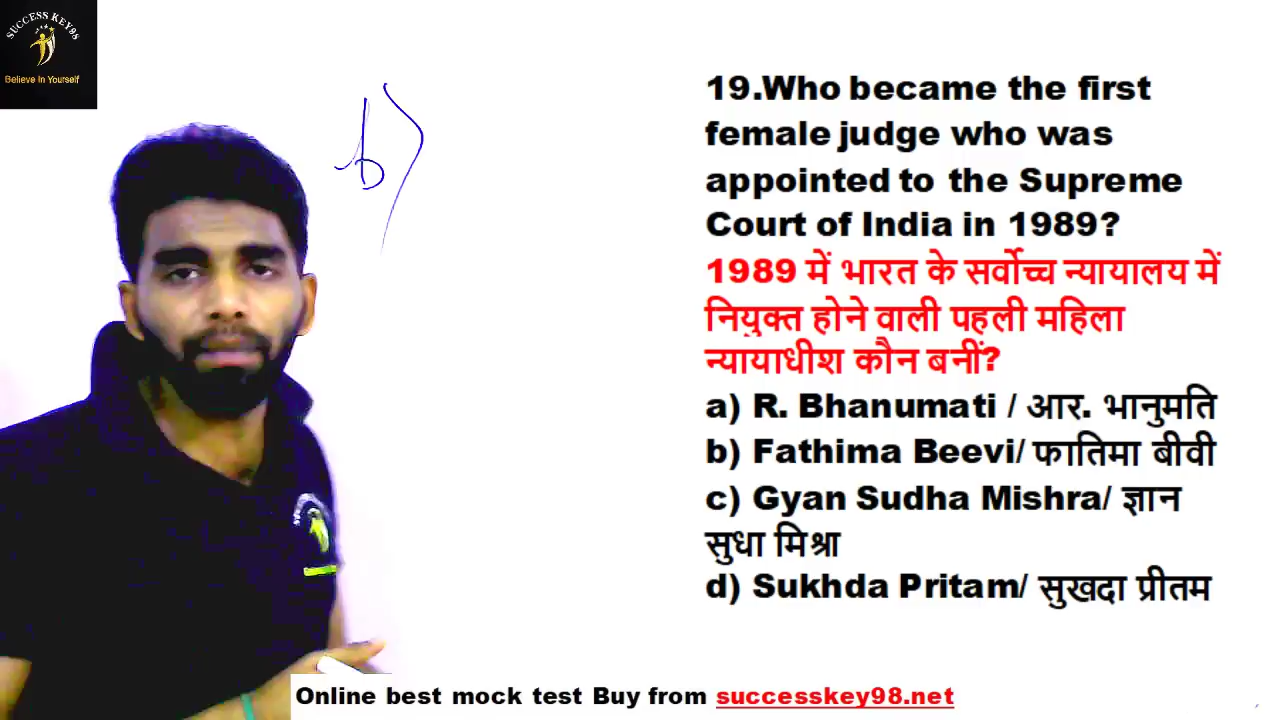 SUCCESS KEY98
Believe In Yourself
b)
19.Who became the first
female judge who was
appointed to the Supreme
Court of India in 1989?
1989 में भारत के सर्वोच्च न्यायालय में
नियुक्त होने वाली पहली महिला
न्यायाधीश कौन बनीं?
a) R. Bhanumati / आर. भानुमति
b) Fathima Beevi/ फातिमा बीवी
c) Gyan Sudha Mishra/ ज्ञान
सुधा मिश्रा
d) Sukhda Pritam/ सुखदा प्रीतम
Online best mock test Buy from successkey98.net